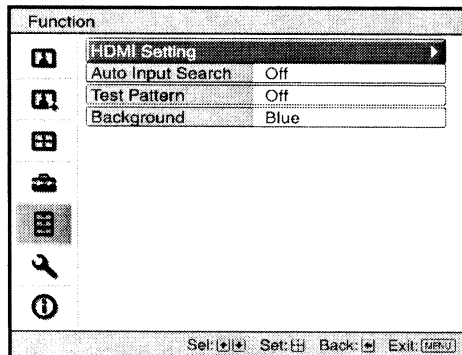 Function
HDMI Setting
Auto Input Search Off
Test Pattern Off
Background Blue
Sel: Set: Back: Exit: MENU